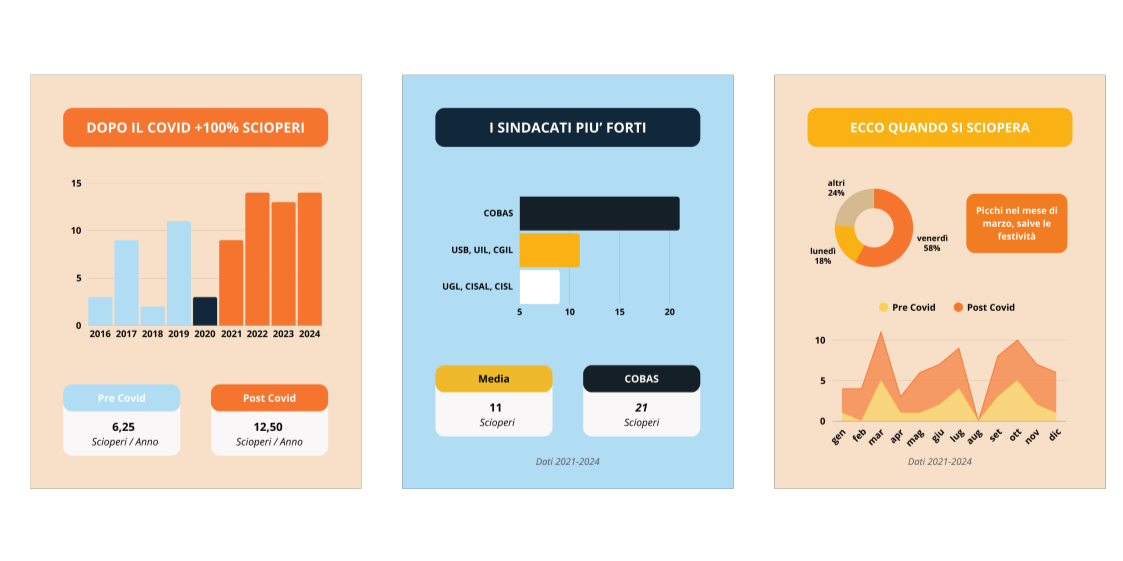 DOPO IL COVID +100% SCIOPERI
15
10
5
0
2016 2017 2018 2019 2020 2021 2022 2023 2024
Pre Covid
6,25
Scioperi / Anno
Post Covid
12,50
Scioperi / Anno
I SINDACATI PIU’ FORTI
COBAS
USB, UIL, CGIL
UGL, CISAL, CISL
5 10 15 20
Media
11
Scioperi
COBAS
21
Scioperi
Dati 2021-2024
ECCO QUANDO SI SCIOPERA
altri
24%
lunedì
18%
venerdì
58%
Picchi nel mese di
marzo, salve le
festività
Pre Covid Post Covid
10
5
0
gen feb mar apr mag giu lug aug set ott nov dic
Dati 2021-2024